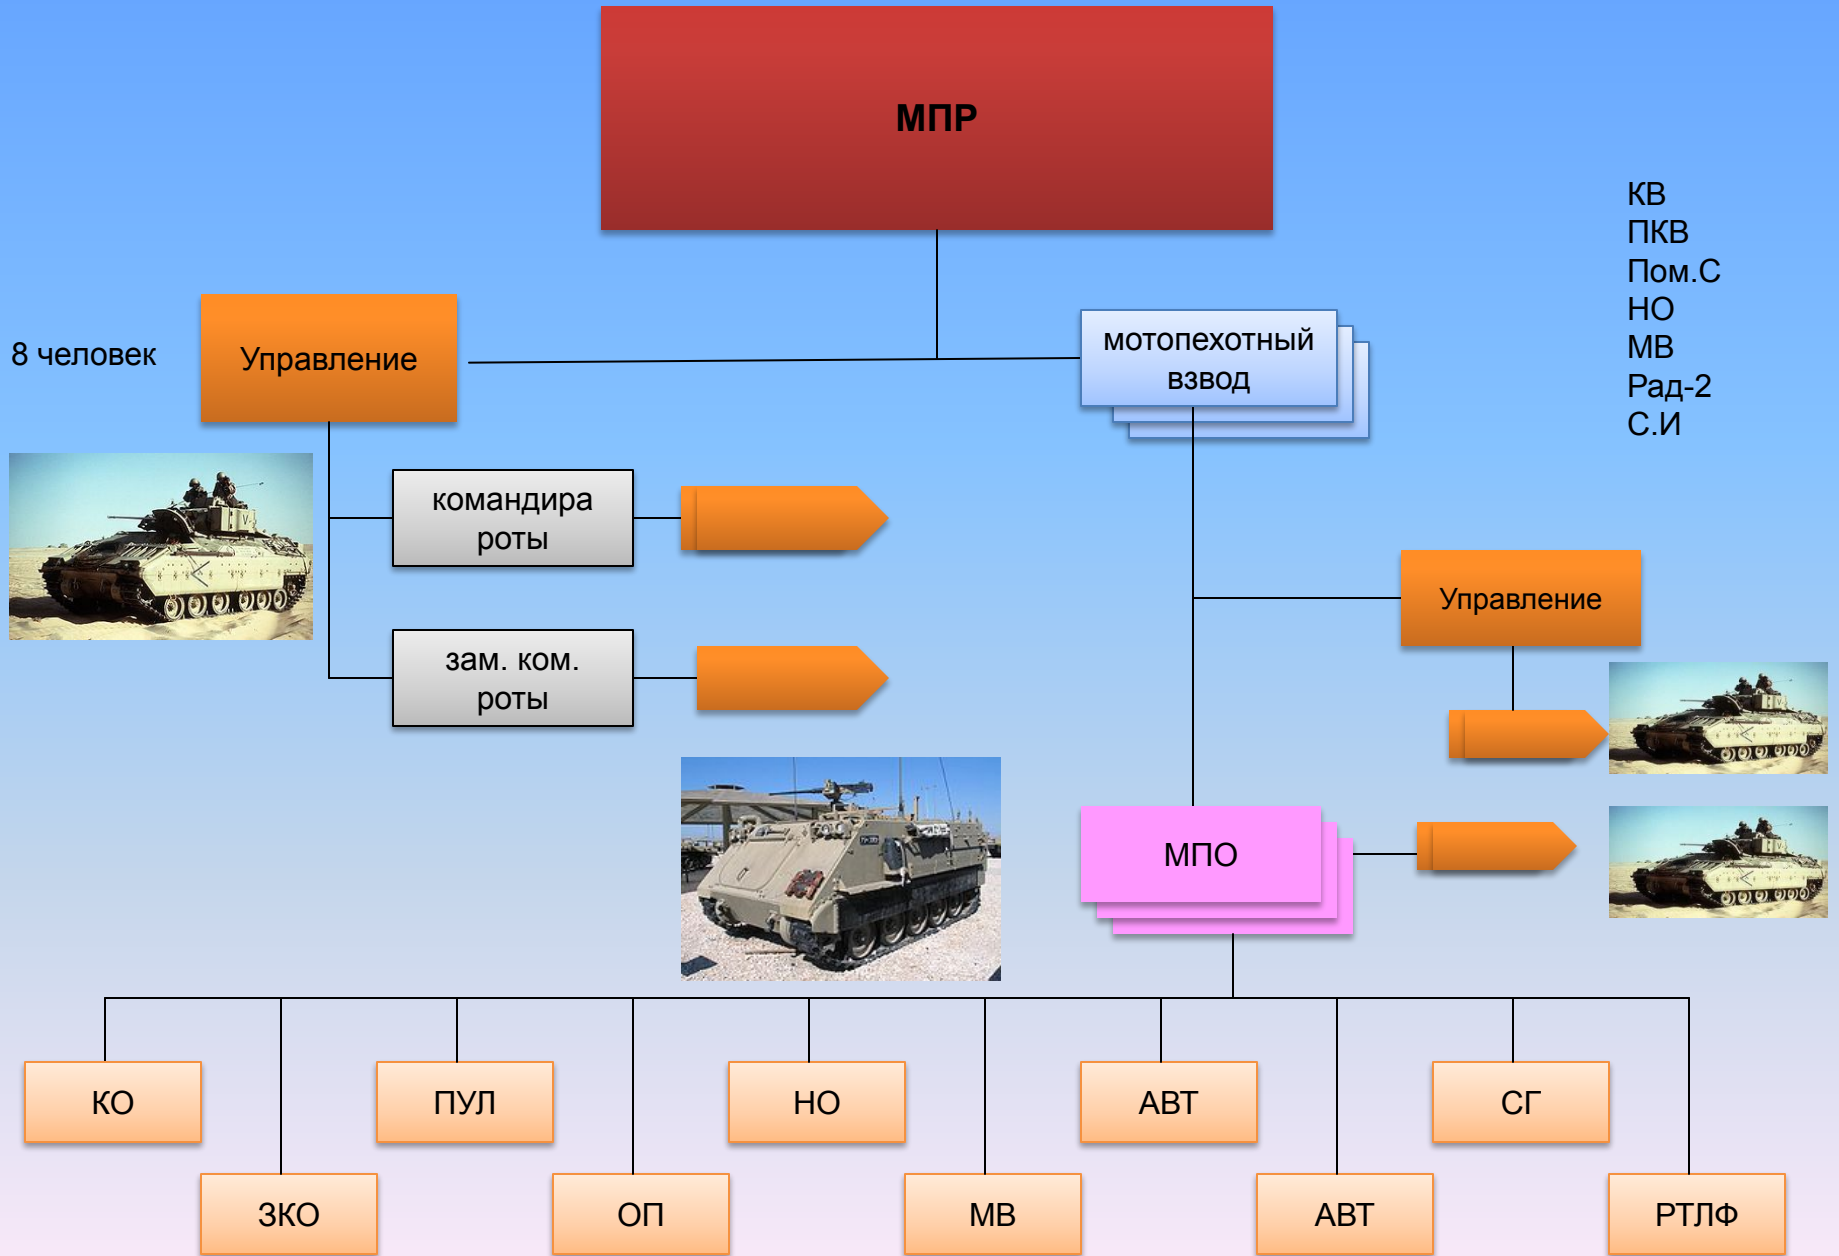 МПР
КВ
ПКВ
Пом.С
НО
МВ
Рад-2
С.И
8 человек
Управление
мотопехотный
взвод
командира
роты
Управление
зам. ком.
роты
МПО
КО
ПУЛ
НО
АВТ
СГ
ЗКО
ОП
МВ
АВТ
РТЛФ